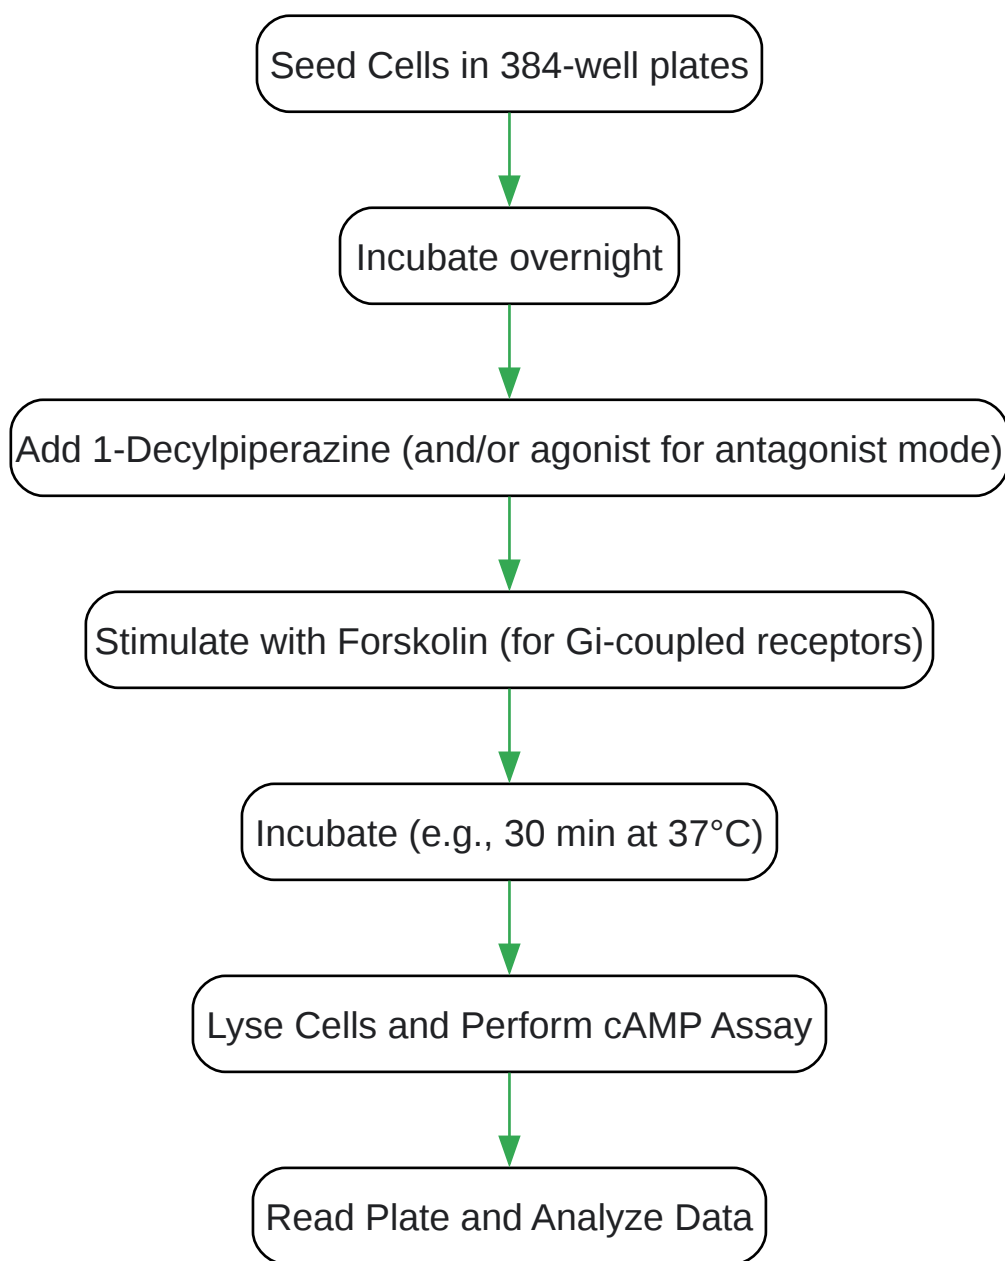 Seed Cells in 384-well plates
Incubate overnight
Add 1-Decylpiperazine (and/or agonist for antagonist mode)
Stimulate with Forskolin (for Gi-coupled receptors)
Incubate (e.g., 30 min at 37°C)
Lyse Cells and Perform cAMP Assay
Read Plate and Analyze Data